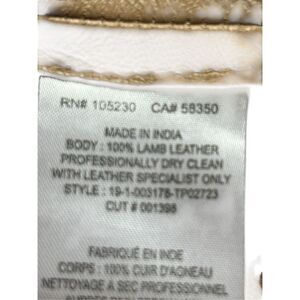 RN# 105230 CA# 58350
MADE IN INDIA
BODY : 100% LAMB LEATHER
PROFESSIONALLY DRY CLEAN
WITH LEATHER SPECIALIST ONLY
STYLE : 19-1-003178-TP02723
CUT # 001398
FABRIQUÉ EN INDE
CORPS : 100% CUIR D'AGNEAU
NETTOYAGE A SEC PROFESSIONNEL